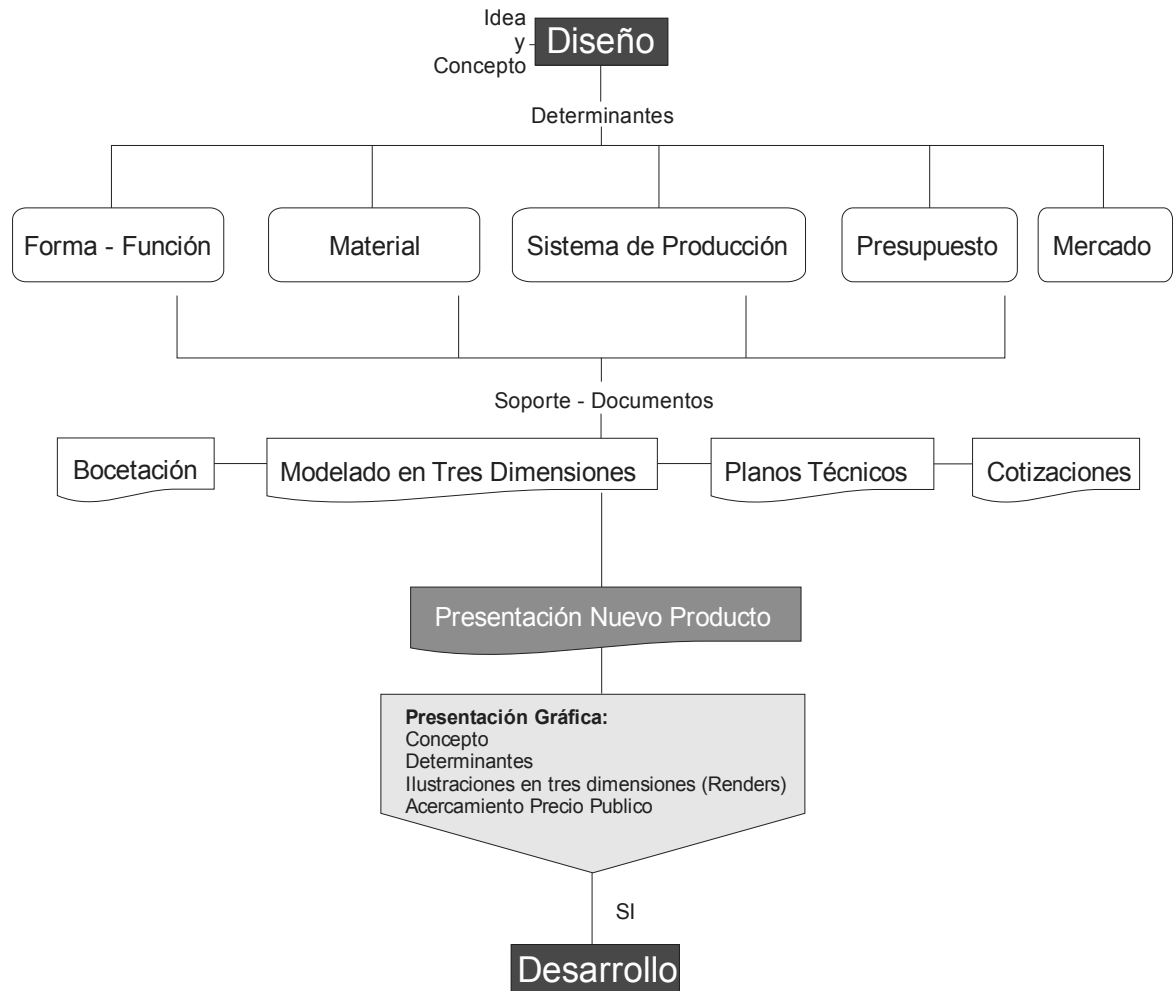 Idea
y
Concepto
Diseño
Determinantes
Forma - Función
Material
Sistema de Producción
Presupuesto
Mercado
Soporte - Documentos
Bocetación
Modelado en Tres Dimensiones
Planos Técnicos
Cotizaciones
Presentación Nuevo Producto
Presentación Gráfica:
Concepto
Determinantes
Ilustraciones en tres dimensiones (Renders)
Acercamiento Precio Publico
SI
Desarrollo